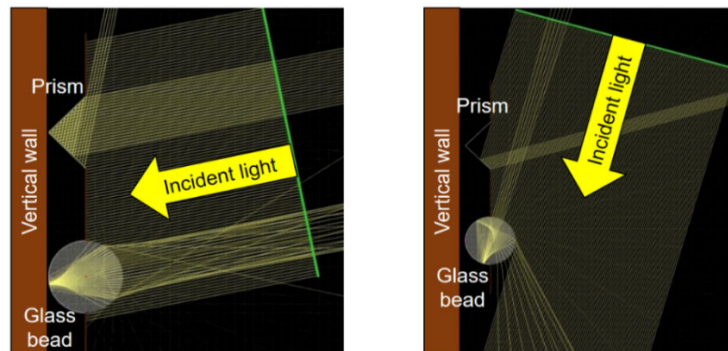 Prism
Vertical wall
Incident light
Glass
bead
Prism
Vertical wall
Incident light
Glass
bead